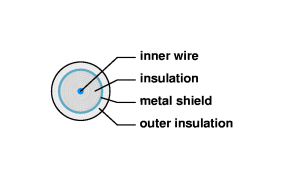 inner wire
insulation
metal shield
outer insulation